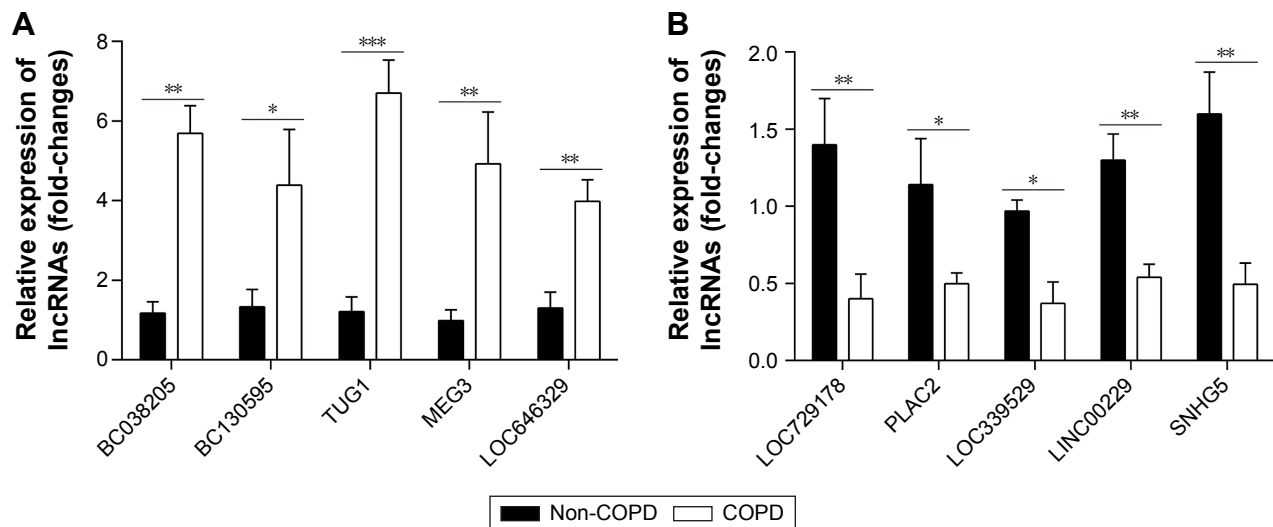 A
Relative expression of
lncRNAs (fold-changes)
8
6
4
2
0
**
*
***
**
**
BC038205
BC130595
TUG1
MEG3
LOC646329
B
Relative expression of
lncRNAs (fold-changes)
2.0
1.5
1.0
0.5
0.0
**
*
*
**
**
LOC729178
PLAC2
LOC339529
LINC00229
SNHG5
Non-COPD
COPD